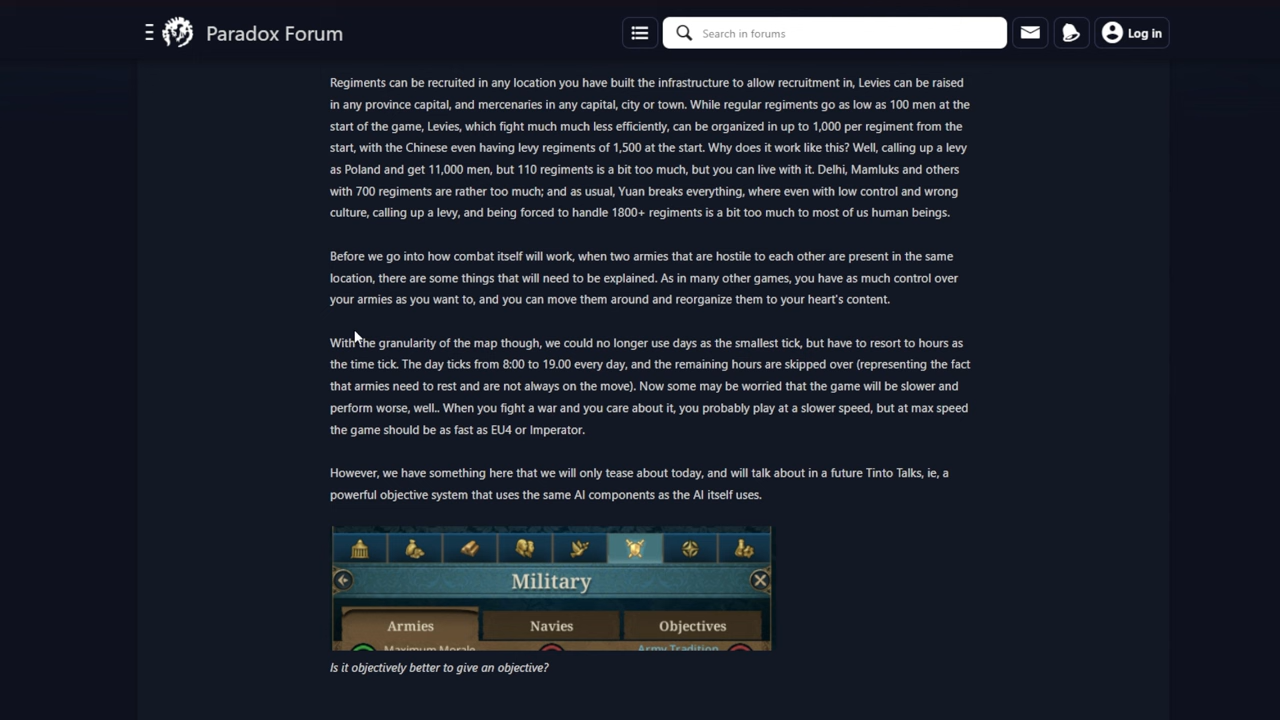 Paradox Forum
Search in forums
Log in
Regiments can be recruited in any location you have built the infrastructure to allow recruitment in, Levies can be raised
in any province capital, and mercenaries in any capital, city or town. While regular regiments go as low as 100 men at the
start of the game, Levies, which fight much much less efficiently, can be organized in up to 1,000 per regiment from the
start, with the Chinese even having levy regiments of 1,500 at the start. Why does it work like this? Well, calling up a levy
as Poland and get 11,000 men, but 110 regiments is a bit too much, but you can live with it. Delhi, Mamluks and others
with 700 regiments are rather too much; and as usual, Yuan breaks everything, where even with low control and wrong
culture, calling up a levy, and being forced to handle 1800+ regiments is a bit too much to most of us human beings.
Before we go into how combat itself will work, when two armies that are hostile to each other are present in the same
location, there are some things that will need to be explained. As in many other games, you have as much control over
your armies as you want to, and you can move them around and reorganize them to your heart's content.
With the granularity of the map though, we could no longer use days as the smallest tick, but have to resort to hours as
the time tick. The day ticks from 8:00 to 19.00 every day, and the remaining hours are skipped over (representing the fact
that armies need to rest and are not always on the move). Now some may be worried that the game will be slower and
perform worse, well.. When you fight a war and you care about it, you probably play at a slower speed, but at max speed
the game should be as fast as EU4 or Imperator.
However, we have something here that we will only tease about today, and will talk about in a future Tinto Talks, ie, a
powerful objective system that uses the same AI components as the AI itself uses.
Military
Armies
Navies
Objectives
Maximum Morale
Army Tradition
Is it objectively better to give an objective?